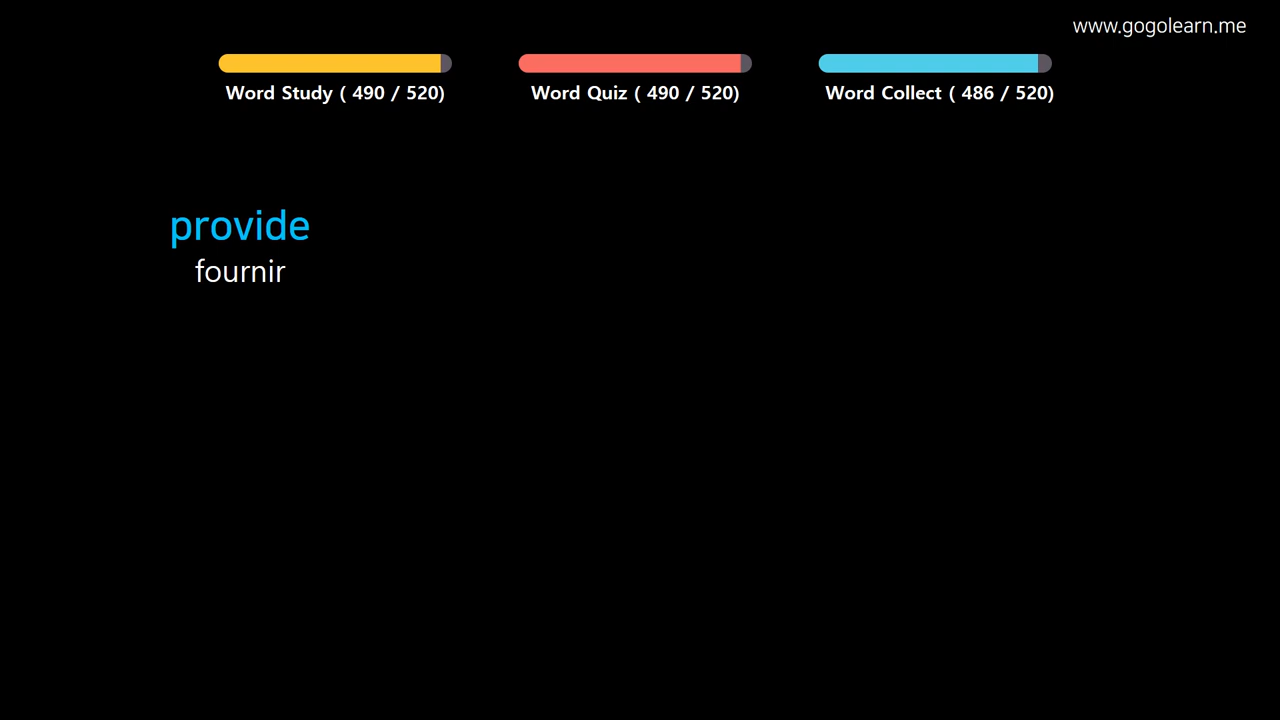 www.gogolearn.me
Word Study ( 490 / 520)
Word Quiz ( 490 / 520)
Word Collect ( 486 / 520)
provide
fournir